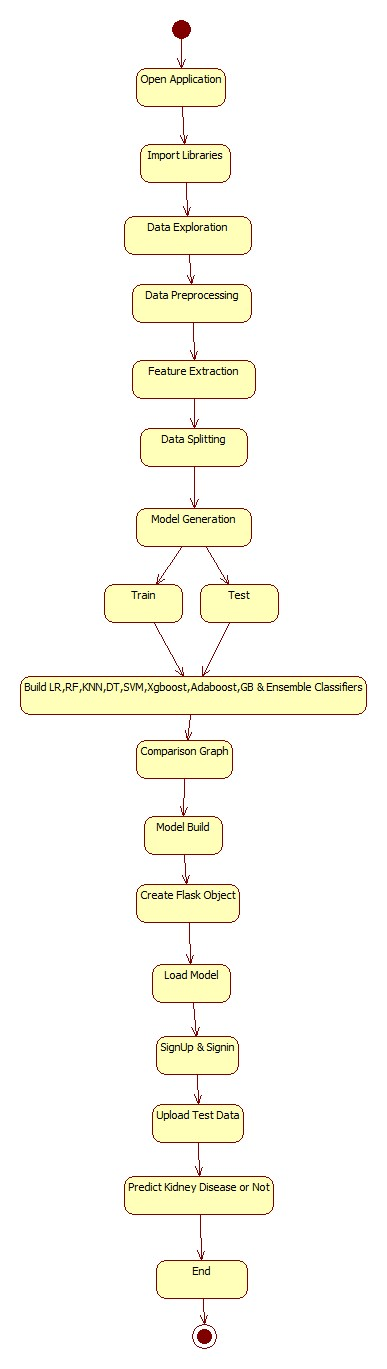 Open Application
Import Libraries
Data Exploration
Data Preprocessing
Feature Extraction
Data Splitting
Model Generation
Train
Test
Build LR,RF,KNN,DT,SVM,Xgboost,Adaboost,GB & Ensemble Classifiers
Comparison Graph
Model Build
Create Flask Object
Load Model
SignUp & Signin
Upload Test Data
Predict Kidney Disease or Not
End